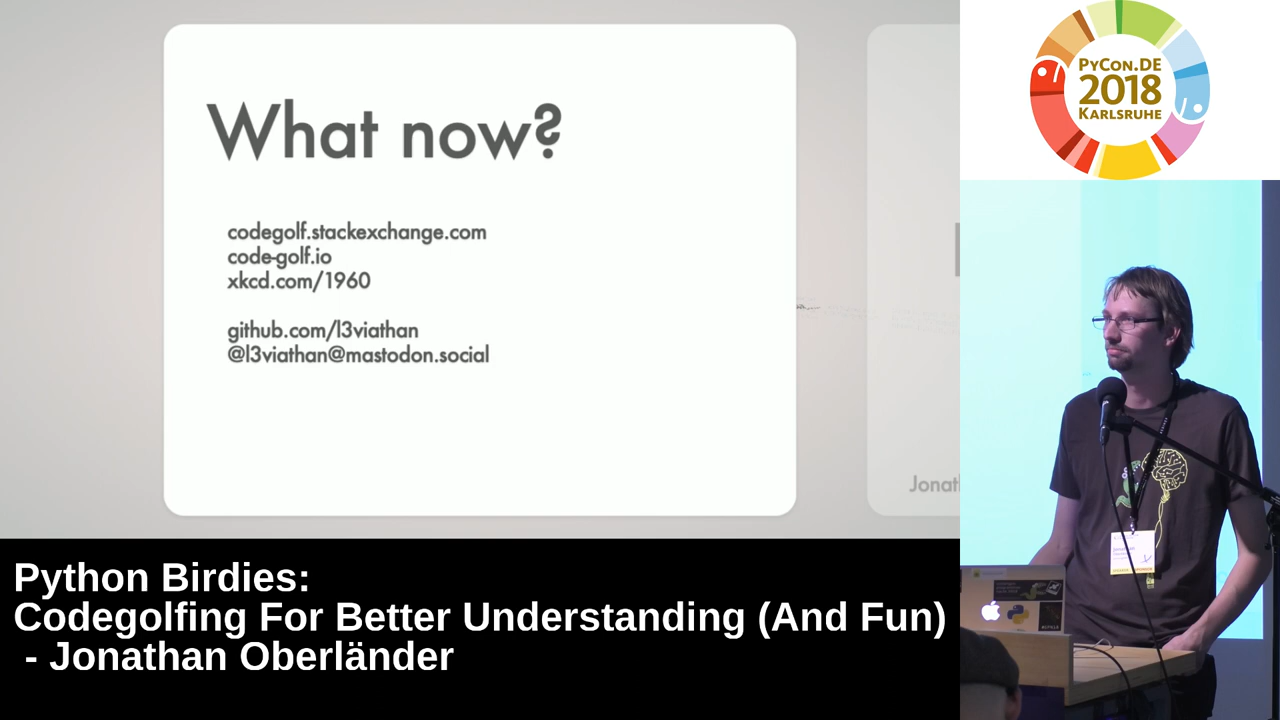 What now?
codegolf.stackexchange.com
code-golf.io
xkcd.com/1960
github.com/l3viathan
@l3viathan@mastodon.social
Jonat
PYCON.DE
2018
KARLSRUHE
Python Birdies:
Codegolfing For Better Understanding (And Fun)
- Jonathan Oberländer